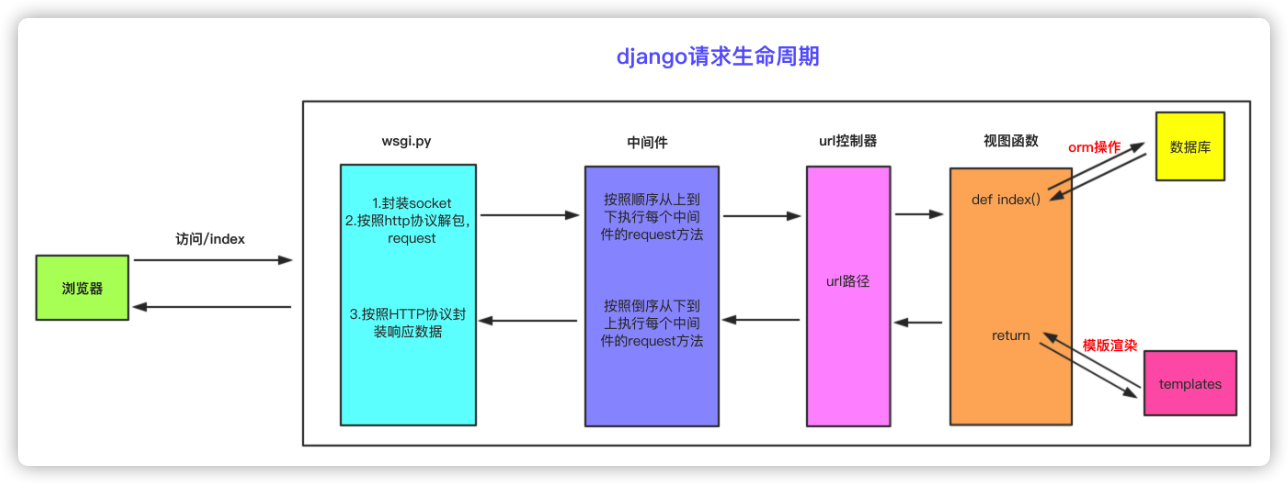 django请求生命周期
wsgi.py
中间件
url控制器
视图函数
orm操作
数据库
访问/index
浏览器
1.封装socket
2.按照http协议解包,
request
3.按照HTTP协议封
装响应数据
按照顺序从上到
下执行每个中间
件的request方法
按照倒序从下到
上执行每个中间
件的request方法
url路径
def index()
return
模版渲染
templates